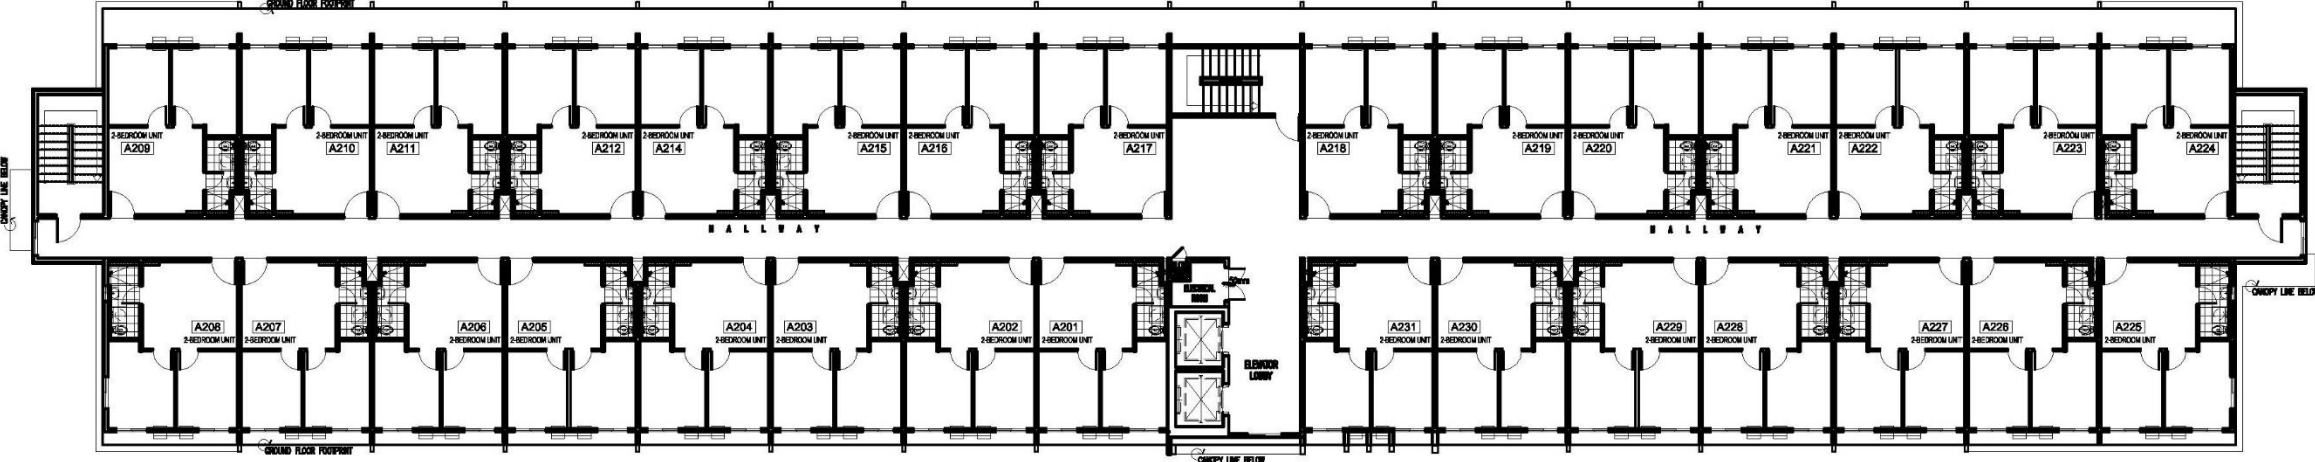 GROUND FLOOR FOOTPRINT
2-BEDROOM UNIT
A209
2-BEDROOM UNIT
A210
2-BEDROOM UNIT
A211
2-BEDROOM UNIT
A212
2-BEDROOM UNIT
A214
2-BEDROOM UNIT
A215
2-BEDROOM UNIT
A216
2-BEDROOM UNIT
A217
2-BEDROOM UNIT
A218
2-BEDROOM UNIT
A219
2-BEDROOM UNIT
A220
2-BEDROOM UNIT
A221
2-BEDROOM UNIT
A222
2-BEDROOM UNIT
A223
2-BEDROOM UNIT
A224
CANOPY LINE BELOW
HALLWAY
HALLWAY
ELECTRICAL
ROOM
CANOPY LINE BELOW
A208
2-BEDROOM UNIT
A207
2-BEDROOM UNIT
A206
2-BEDROOM UNIT
A205
2-BEDROOM UNIT
A204
2-BEDROOM UNIT
A203
2-BEDROOM UNIT
A202
2-BEDROOM UNIT
A201
2-BEDROOM UNIT
A231
2-BEDROOM UNIT
A230
2-BEDROOM UNIT
A229
2-BEDROOM UNIT
A228
2-BEDROOM UNIT
A227
2-BEDROOM UNIT
A226
2-BEDROOM UNIT
A225
2-BEDROOM UNIT
ELEVATOR
LOBBY
GROUND FLOOR FOOTPRINT
CANOPY LINE BELOW